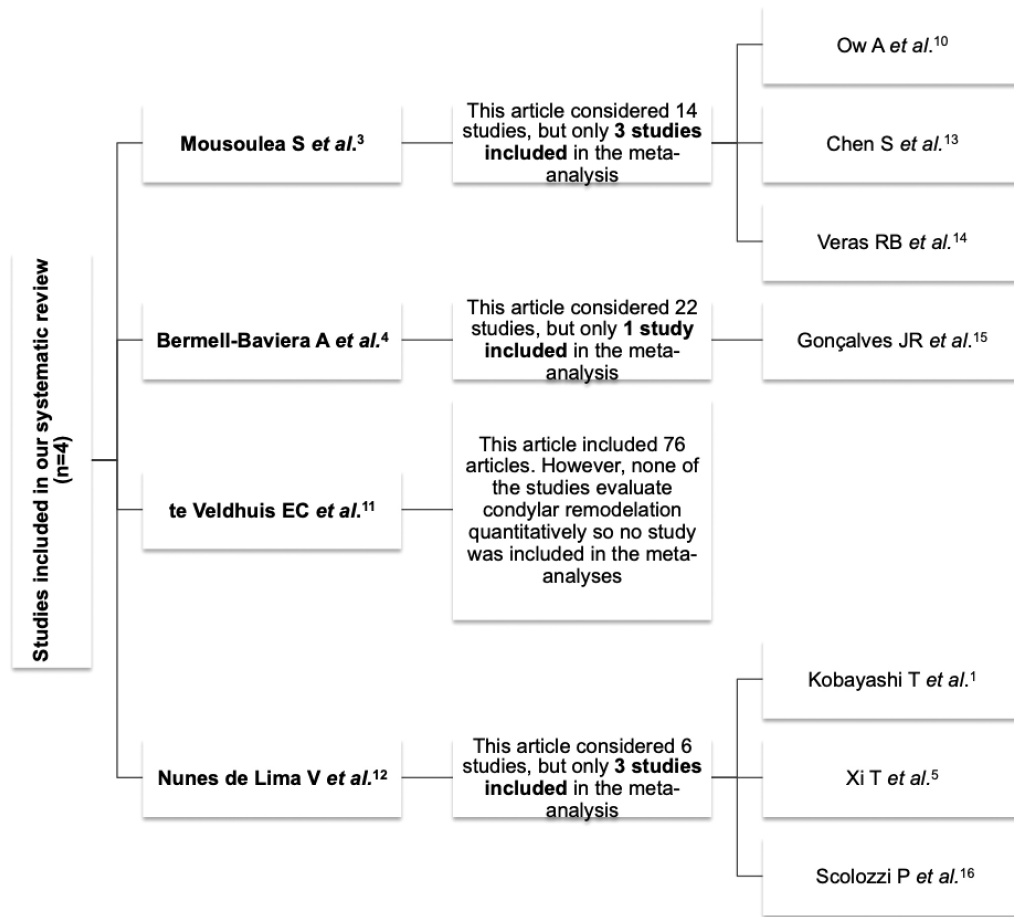 Studies included in our systematic review
(n=4)
Mousoulea S et al.³
This article considered 14
studies, but only 3 studies
included in the meta-
analysis
Ow A et al.¹⁰
Chen S et al.¹³
Veras RB et al.¹⁴
Bermell-Baviera A et al.⁴
This article considered 22
studies, but only 1 study
included in the meta-
analysis
Gonçalves JR et al.¹⁵
te Veldhuis EC et al.¹¹
This article included 76
articles. However, none of
the studies evaluate
condylar remodelation
quantitatively so no study
was included in the meta-
analyses
Nunes de Lima V et al.¹²
This article considered 6
studies, but only 3 studies
included in the meta-
analysis
Kobayashi T et al.¹
Xi T et al.⁵
Scolozzi P et al.¹⁶